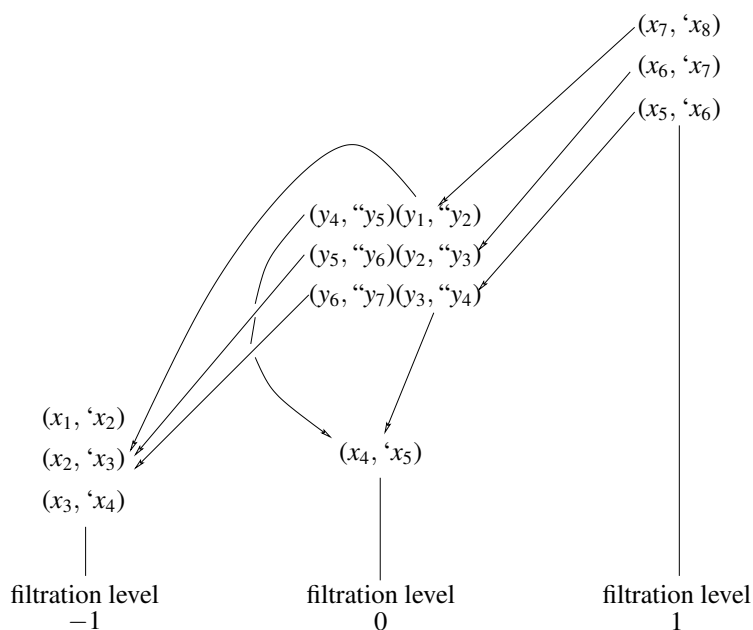 (x₇, ‘x₈)
(x₆, ‘x₇)
(x₅, ‘x₆)
(y₄, “y₅)(y₁, “y₂)
(y₅, “y₆)(y₂, “y₃)
(y₆, “y₇)(y₃, “y₄)
(x₁, ‘x₂)
(x₂, ‘x₃)
(x₃, ‘x₄)
(x₄, ‘x₅)
filtration level
−1
filtration level
0
filtration level
1